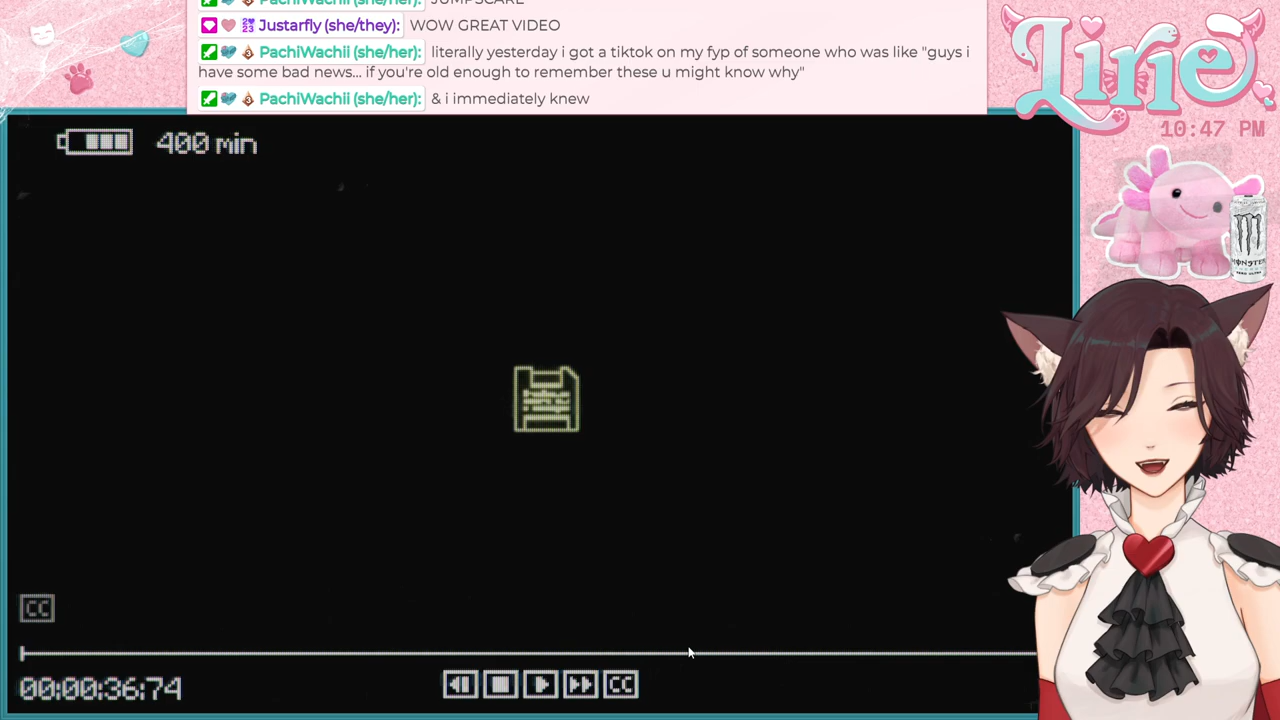 PachiWachii (she/her): JUMPSCARE
Justarfly (she/they): WOW GREAT VIDEO
PachiWachii (she/her): literally yesterday i got a tiktok on my fyp of someone who was like "guys i
have some bad news... if you're old enough to remember these u might know why"
PachiWachii (she/her): & i immediately knew
Lirie
10:47 PM
400 min
MONSTER
CC
00:00:36:74
CC